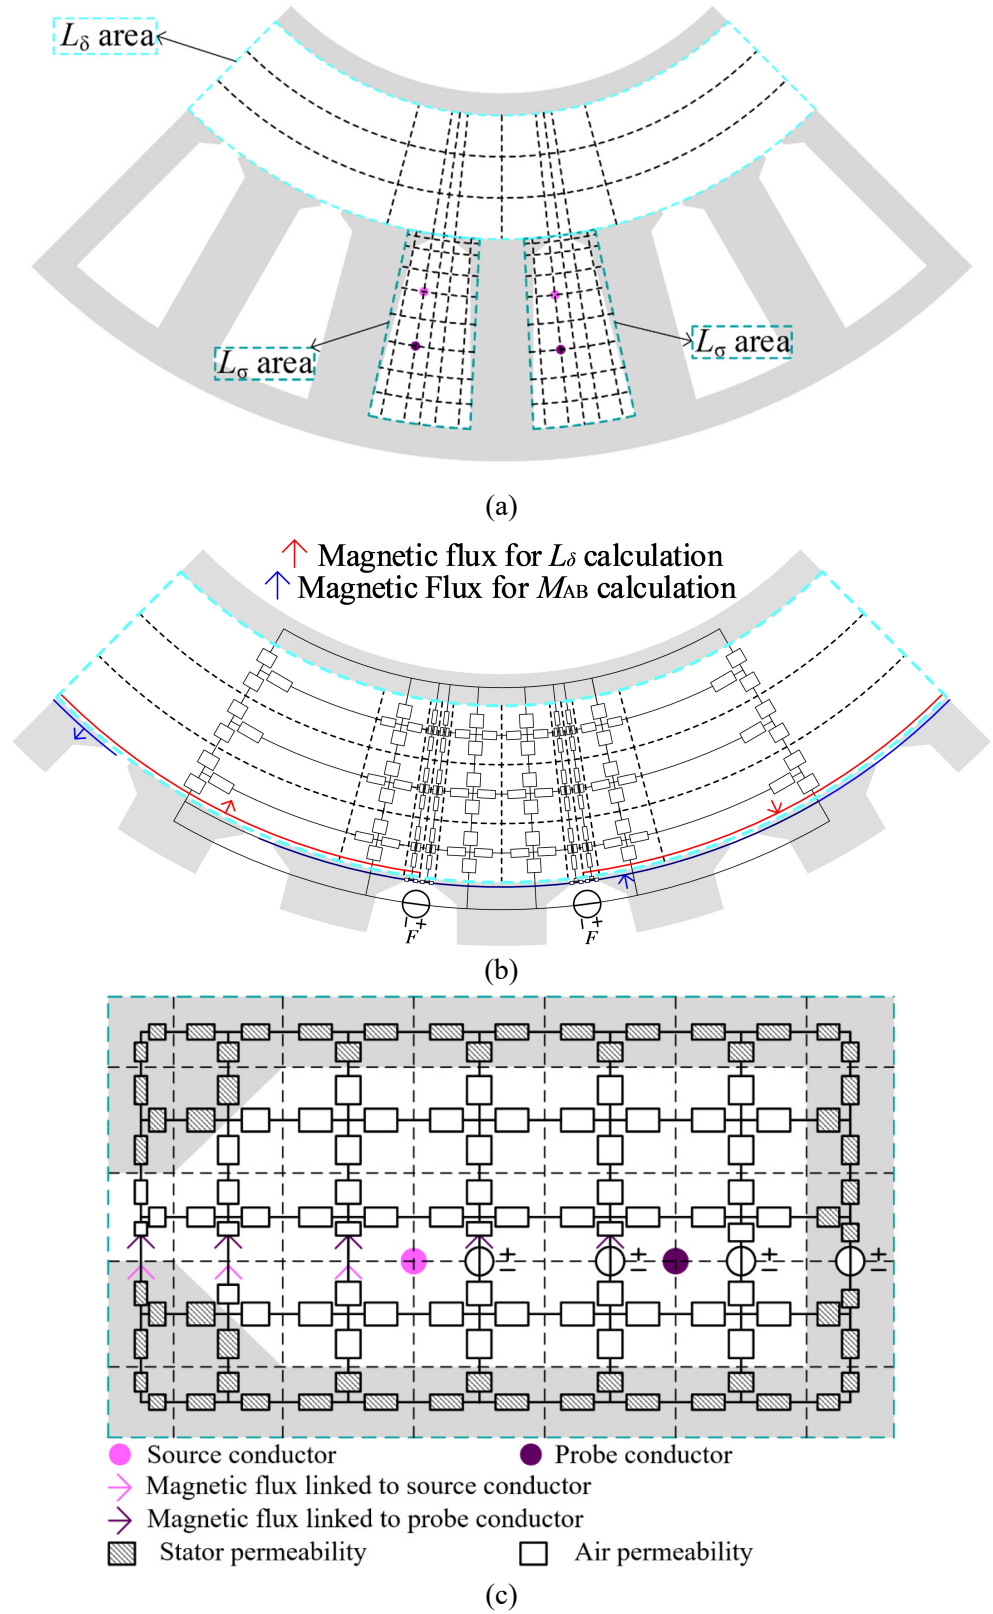 Lδ area
Lσ area
Lσ area
(a)
Magnetic flux for Lδ calculation
Magnetic Flux for MAB calculation
− +
F
− +
F
(b)
+
−
+
−
+
−
+
−
Source conductor
Probe conductor
Magnetic flux linked to source conductor
Magnetic flux linked to probe conductor
Stator permeability
Air permeability
(c)